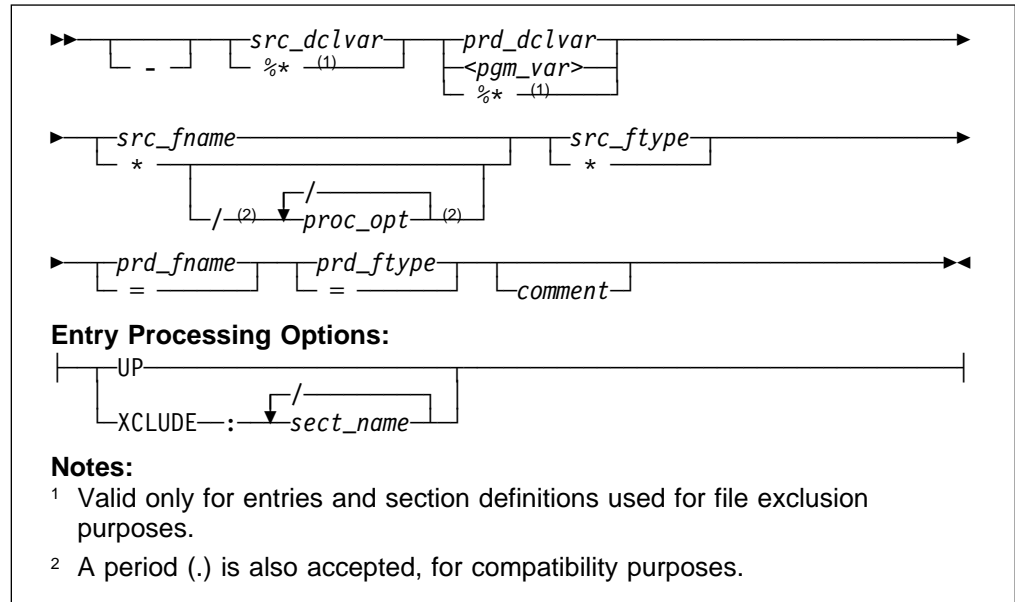 src_dclvar prd_dclvar
- %* (1) <pgm_var>
%* (1)
src_fname src_ftype
* *
/
/ (2) proc_opt (2)
prd_fname prd_ftype
= = comment
Entry Processing Options:
UP
/
XCLUDE : sect_name
Notes:
1 Valid only for entries and section definitions used for file exclusion
purposes.
2 A period (.) is also accepted, for compatibility purposes.